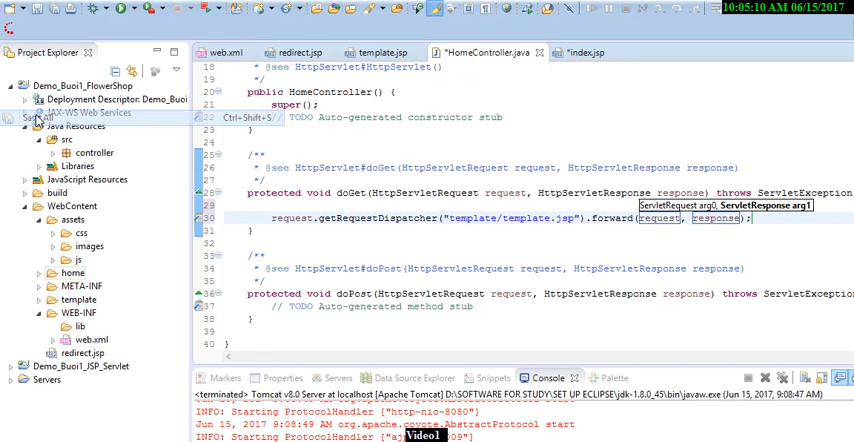 10:05:10 AM 06/15/2017
Project Explorer
web.xml
redirect.jsp
template.jsp
*HomeController.java
*index.jsp
Demo_Buoi1_FlowerShop
Deployment Descriptor: Demo_Buoi
JAX-WS Web Services
Save All
Ctrl+Shift+S
Java Resources
src
controller
Libraries
JavaScript Resources
build
WebContent
assets
css
images
js
home
META-INF
template
WEB-INF
lib
web.xml
redirect.jsp
Demo_Buoi1_JSP_Servlet
Servers
18 * @see HttpServlet#HttpServlet()
19 */
20 public HomeController() {
21 super();
22 // TODO Auto-generated constructor stub
23 }
24
25 /**
26 * @see HttpServlet#doGet(HttpServletRequest request, HttpServletResponse response)
27 */
28 protected void doGet(HttpServletRequest request, HttpServletResponse response) throws ServletException
29
ServletRequest arg0, ServletResponse arg1
30 request.getRequestDispatcher("template/template.jsp").forward(request, response);
31 }
32
33 /**
34 * @see HttpServlet#doPost(HttpServletRequest request, HttpServletResponse response)
35 */
36 protected void doPost(HttpServletRequest request, HttpServletResponse response) throws ServletException
37 // TODO Auto-generated method stub
38 }
39
40 }
Markers
Properties
Servers
Data Source Explorer
Snippets
Console
Palette
<terminated> Tomcat v8.0 Server at localhost [Apache Tomcat] D:\SOFTWARE FOR STUDY\SET UP ECLIPSE\jdk-1.8.0_45\bin\javaw.exe (Jun 15, 2017, 9:08:47 AM)
INFO: Starting ProtocolHandler ["http-nio-8080"]
Jun 15, 2017 9:08:49 AM org.apache.coyote.AbstractProtocol start
INFO: Starting ProtocolHandler ["aj
009"]
Video1